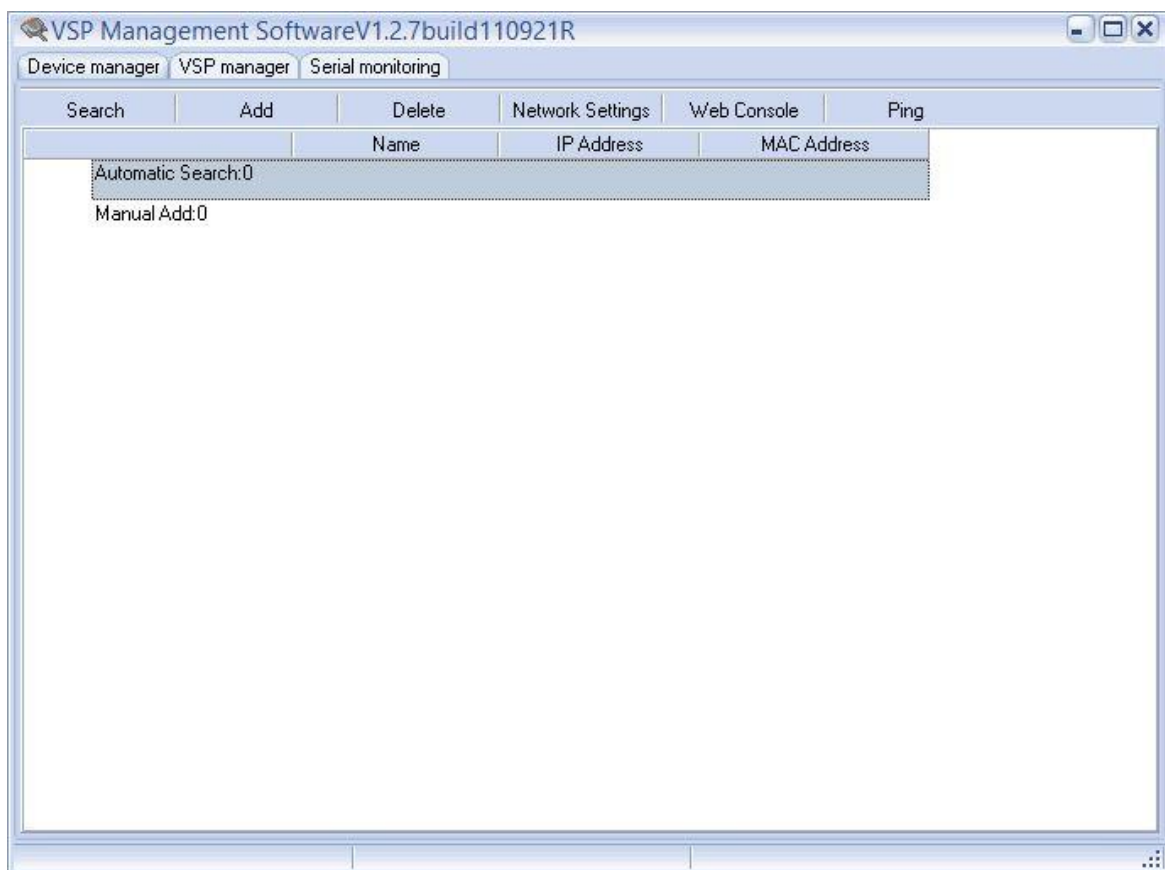 VSP Management SoftwareV1.2.7build110921R
Device manager VSP manager Serial monitoring
Search Add Delete Network Settings Web Console Ping
Name IP Address MAC Address
Automatic Search:0
Manual Add:0